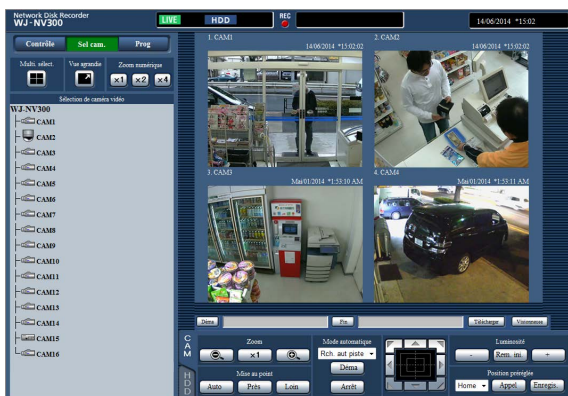 Network Disk Recorder
WJ-NV300
LIVE HDD
REC
14/06/2014 *15:02
Contrôle Sel cam. Prog
Multi. sélect. Vue agrandie Zoom numérique
×1 ×2 ×4
Sélection de caméra vidéo
WJ-NV300
CAM1
CAM2
CAM3
CAM4
CAM5
CAM6
CAM7
CAM8
CAM9
CAM10
CAM11
CAM12
CAM13
CAM14
CAM15
CAM16
1. CAM1
14/06/2014 *15:02:02
2. CAM2
14/06/2014 *15:02:02
3. CAM3
Mai/01/2014 *1:53:10 AM
4. CAM4
Mai/01/2014 *1:53:11 AM
Déma Fin Télécharger Visionneuse
CAM
HDD
Zoom
×1
Mise au point
Auto Près Loin
Mode automatique
Rch. aut piste
Déma
Arrêt
Luminosité
- Rem. ini +
Position préréglée
Home Appel Enregis.